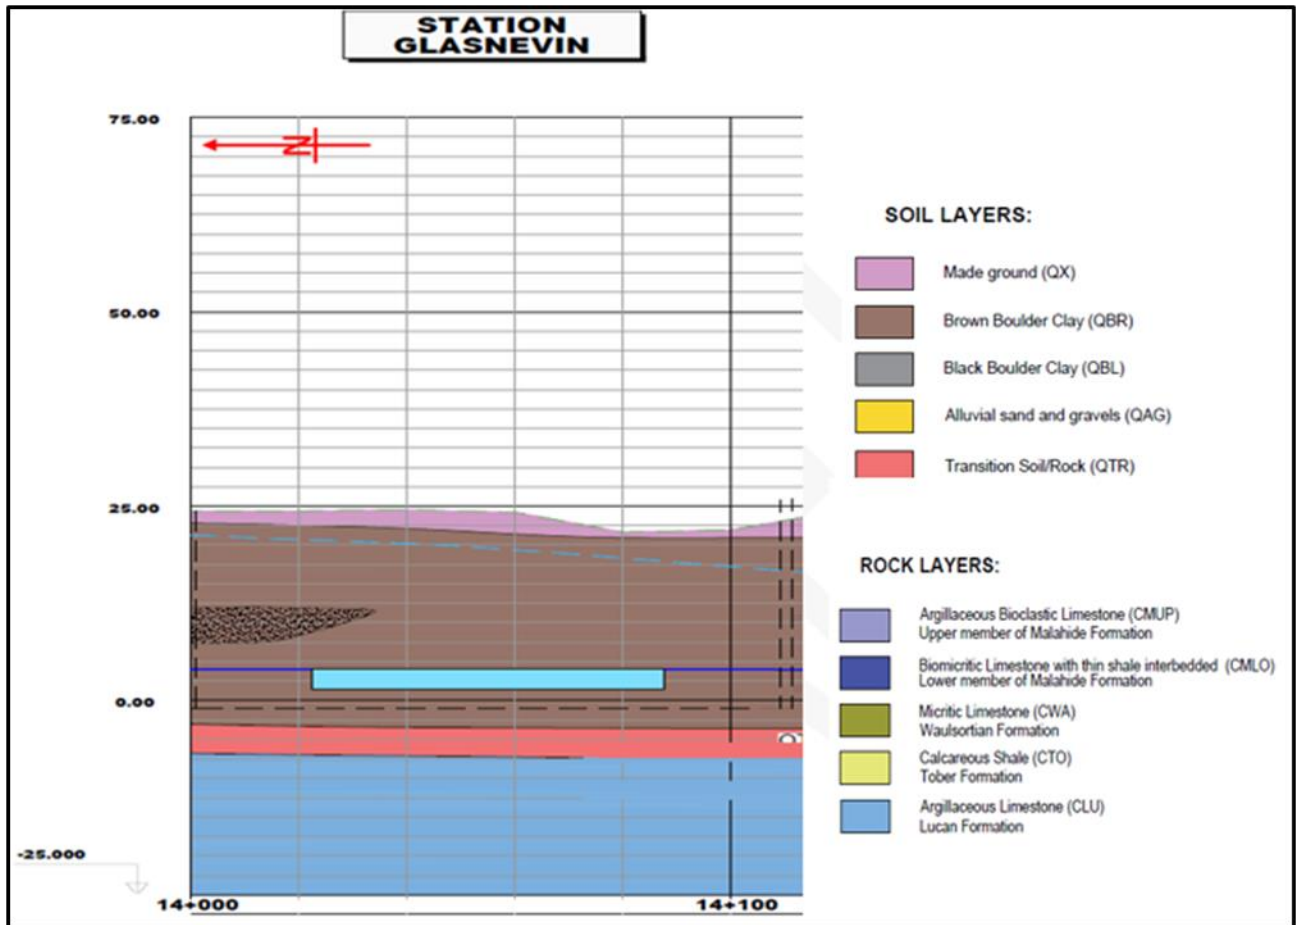 STATION
GLASNEVIN
75.00
N
50.00
25.00
0.00
-25.000
14+000
14+100
SOIL LAYERS:
Made ground (QX)
Brown Boulder Clay (QBR)
Black Boulder Clay (QBL)
Alluvial sand and gravels (QAG)
Transition Soil/Rock (QTR)
ROCK LAYERS:
Argillaceous Bioclastic Limestone (CMUP)
Upper member of Malahide Formation
Biomicritic Limestone with thin shale interbedded (CMLO)
Lower member of Malahide Formation
Micritic Limestone (CWA)
Waulsortian Formation
Calcareous Shale (CTO)
Tober Formation
Argillaceous Limestone (CLU)
Lucan Formation